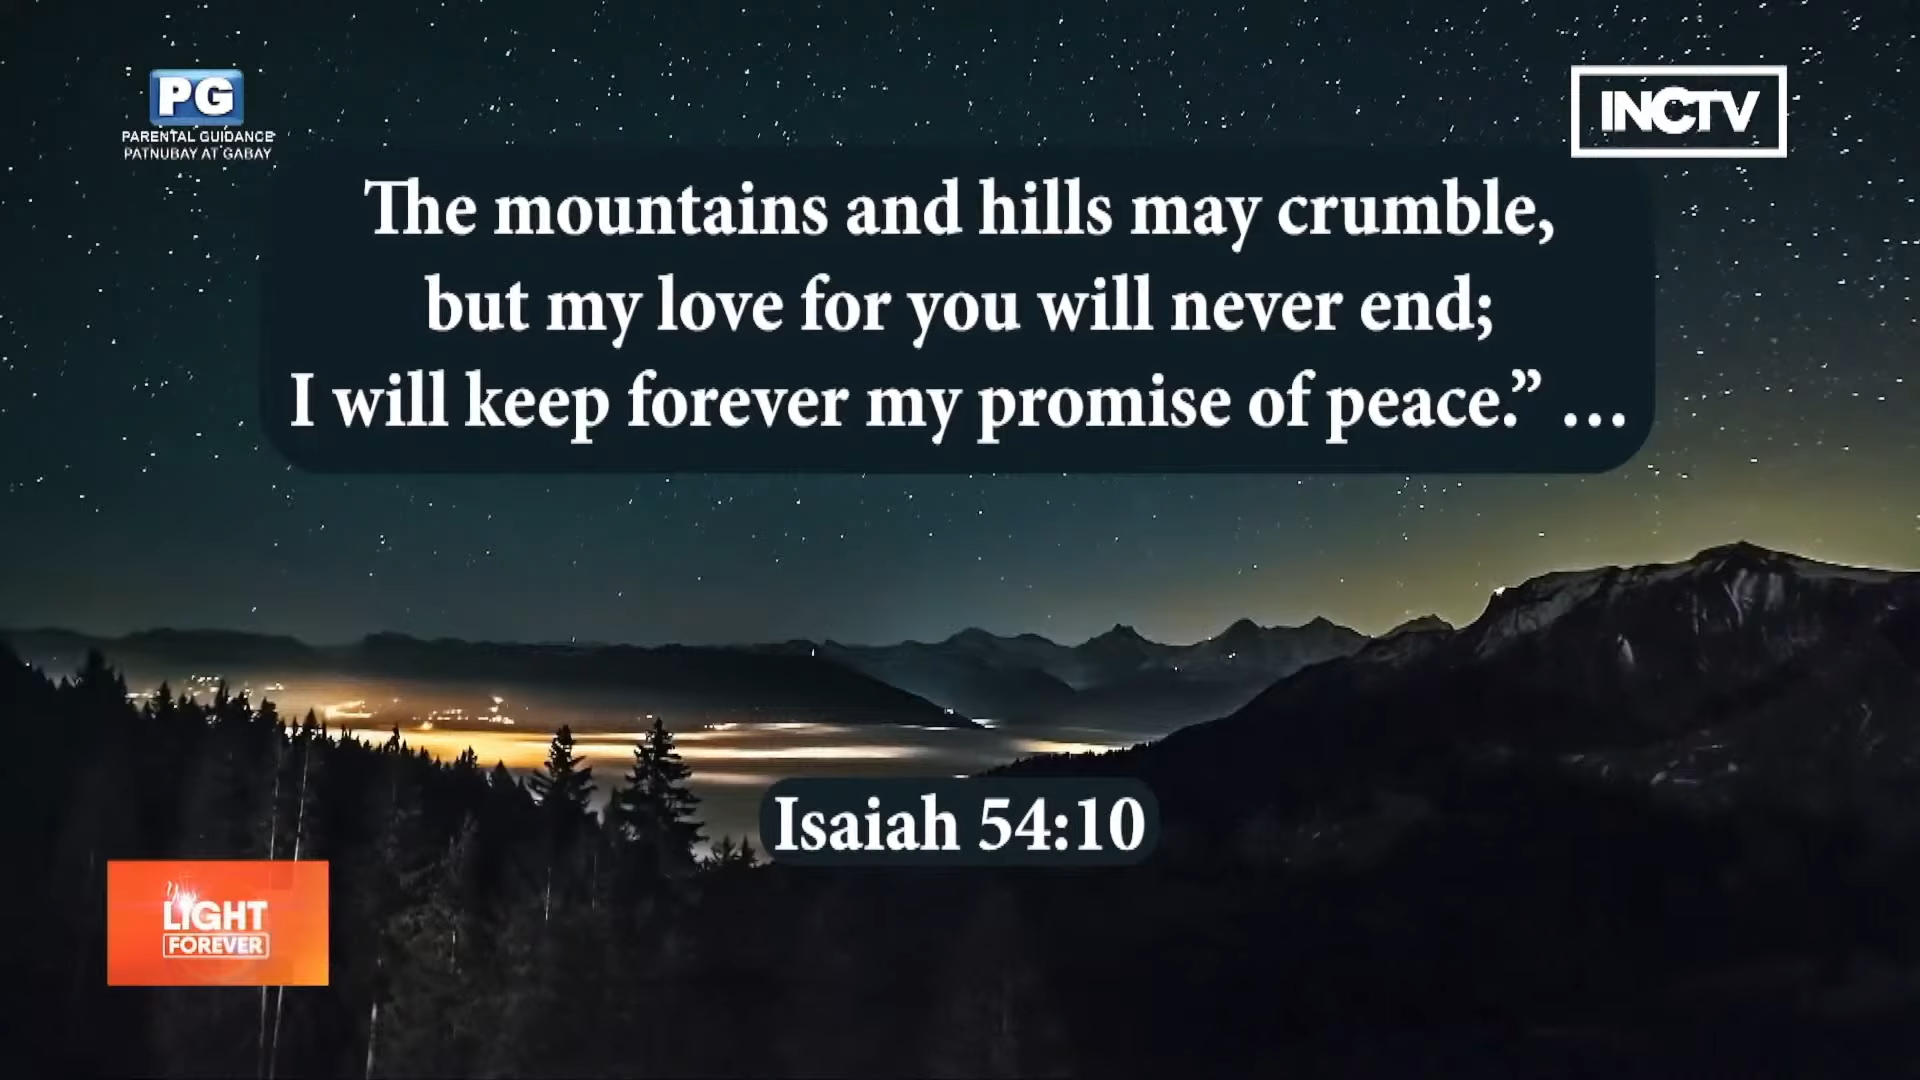 PG
PARENTAL GUIDANCE
PATNUBAY AT GABAY
INCTV
The mountains and hills may crumble,
but my love for you will never end;
I will keep forever my promise of peace.” …
Isaiah 54:10
LIGHT
FOREVER